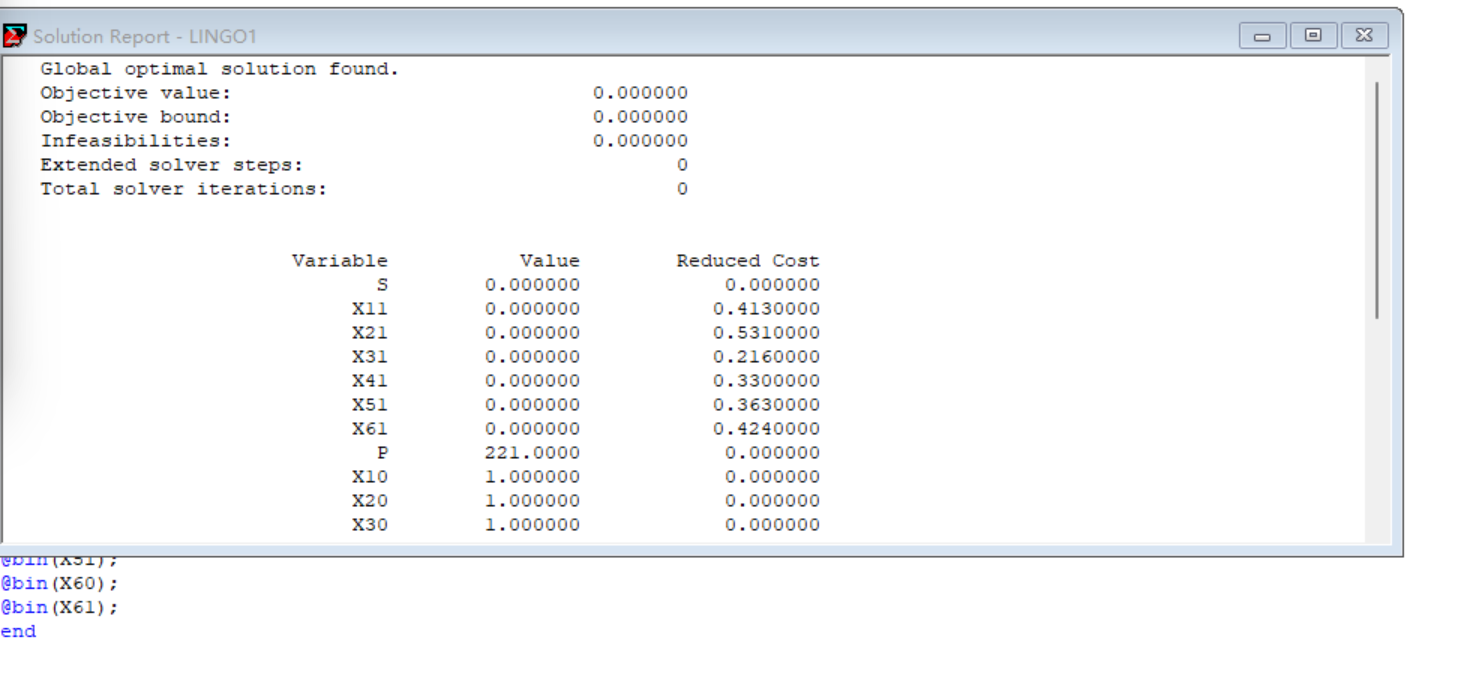 Solution Report - LINGO1
Global optimal solution found.
Objective value: 0.000000
Objective bound: 0.000000
Infeasibilities: 0.000000
Extended solver steps: 0
Total solver iterations: 0
Variable Value Reduced Cost
S 0.000000 0.000000
X11 0.000000 0.4130000
X21 0.000000 0.5310000
X31 0.000000 0.2160000
X41 0.000000 0.3300000
X51 0.000000 0.3630000
X61 0.000000 0.4240000
P 221.0000 0.000000
X10 1.000000 0.000000
X20 1.000000 0.000000
X30 1.000000 0.000000
@bin(X51);
@bin(X60);
@bin(X61);
end